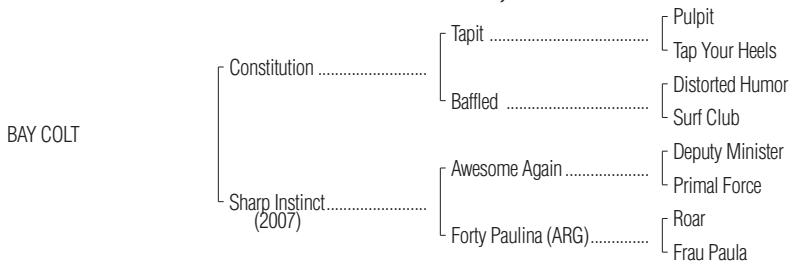 Pulpit
Tapit ......................................
Tap Your Heels
Constitution ..........................
Distorted Humor
Baffled ..................................
Surf Club
BAY COLT
Deputy Minister
Awesome Again ....................
Primal Force
Sharp Instinct........................
(2007)
Roar
Forty Paulina (ARG)..............
Frau Paula